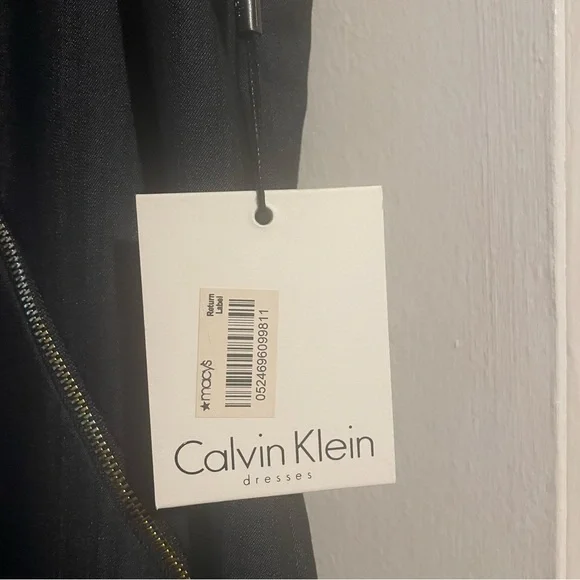 Return
Label
★macy's
0524696099811
Calvin Klein
dresses